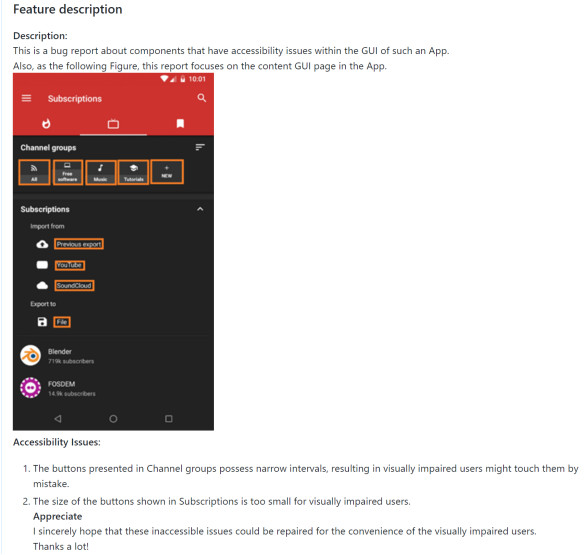 Feature description
Description:
This is a bug report about components that have accessibility issues within the GUI of such an App.
Also, as the following Figure, this report focuses on the content GUI page in the App.
10:01
Subscriptions
Channel groups
All
Free
software
Music
Tutorials
+
NEW
Subscriptions
Import from
Previous export
YouTube
SoundCloud
Export to
File
Blender
719k subscribers
FOSDEM
14.9k subscribers
Accessibility Issues:
1. The buttons presented in Channel groups possess narrow intervals, resulting in visually impaired users might touch them by
mistake.
2. The size of the buttons shown in Subscriptions is too small for visually impaired users.
Appreciate
I sincerely hope that these inaccessible issues could be repaired for the convenience of the visually impaired users.
Thanks a lot!